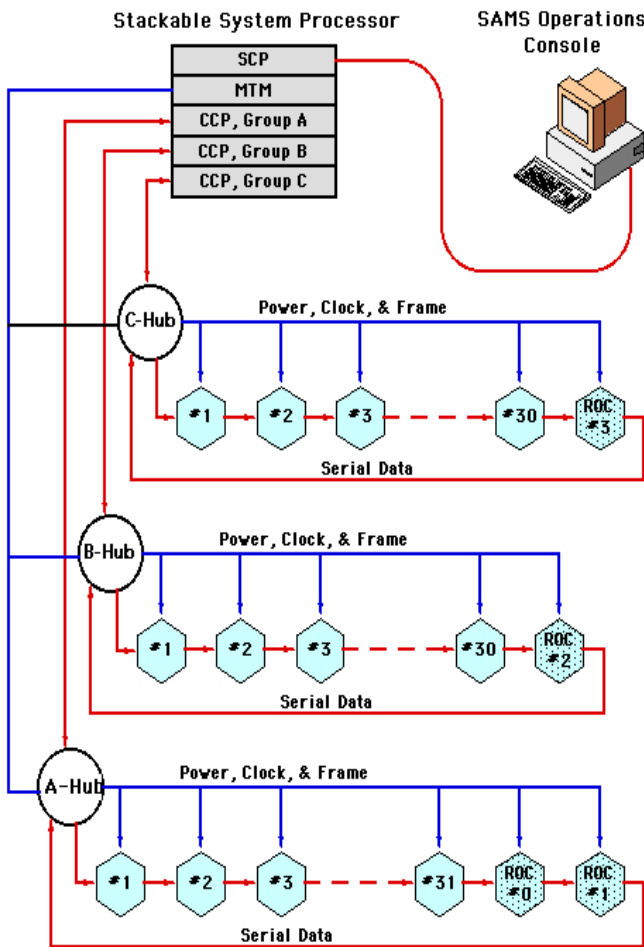 Stackable System Processor
SAMS Operations
Console
SCP
MTM
CCP, Group A
CCP, Group B
CCP, Group C
C-Hub
Power, Clock, & Frame
#1
#2
#3
#30
ROC
#3
Serial Data
B-Hub
Power, Clock, & Frame
#1
#2
#3
#30
ROC
#2
Serial Data
A-Hub
Power, Clock, & Frame
#1
#2
#3
#31
ROC
#0
ROC
#1
Serial Data